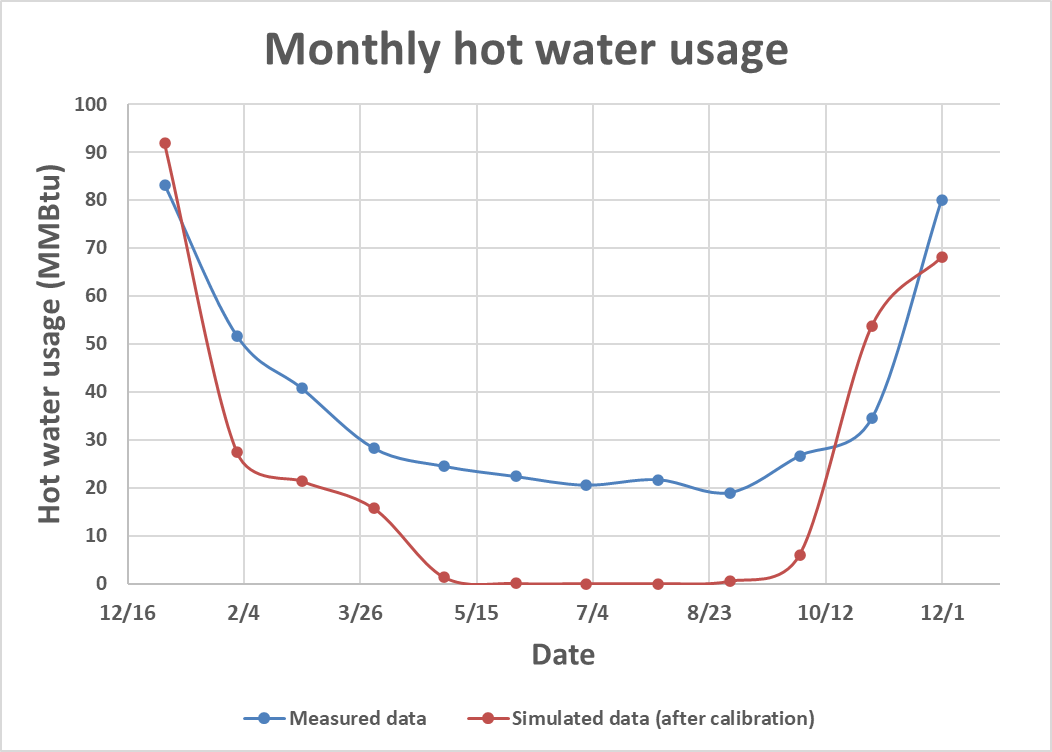 Monthly hot water usage
Hot water usage (MMBtu)
100
90
80
70
60
50
40
30
20
10
0
12/16 2/4 3/26 5/15 7/4 8/23 10/12 12/1
Date
Measured data Simulated data (after calibration)